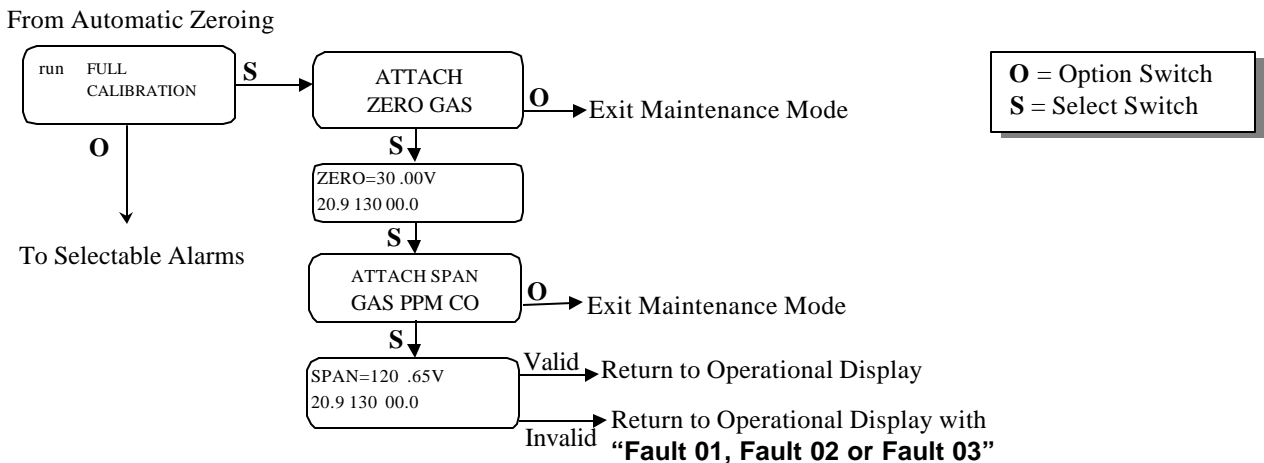 From Automatic Zeroing
run FULL
CALIBRATION
S
O
To Selectable Alarms
ATTACH
ZERO GAS
O
Exit Maintenance Mode
S
ZERO=30 .00V
20.9 130 00.0
S
ATTACH SPAN
GAS PPM CO
O
Exit Maintenance Mode
S
SPAN=120 .65V
20.9 130 00.0
Valid
Return to Operational Display
Invalid
Return to Operational Display with
“Fault 01, Fault 02 or Fault 03”
O = Option Switch
S = Select Switch